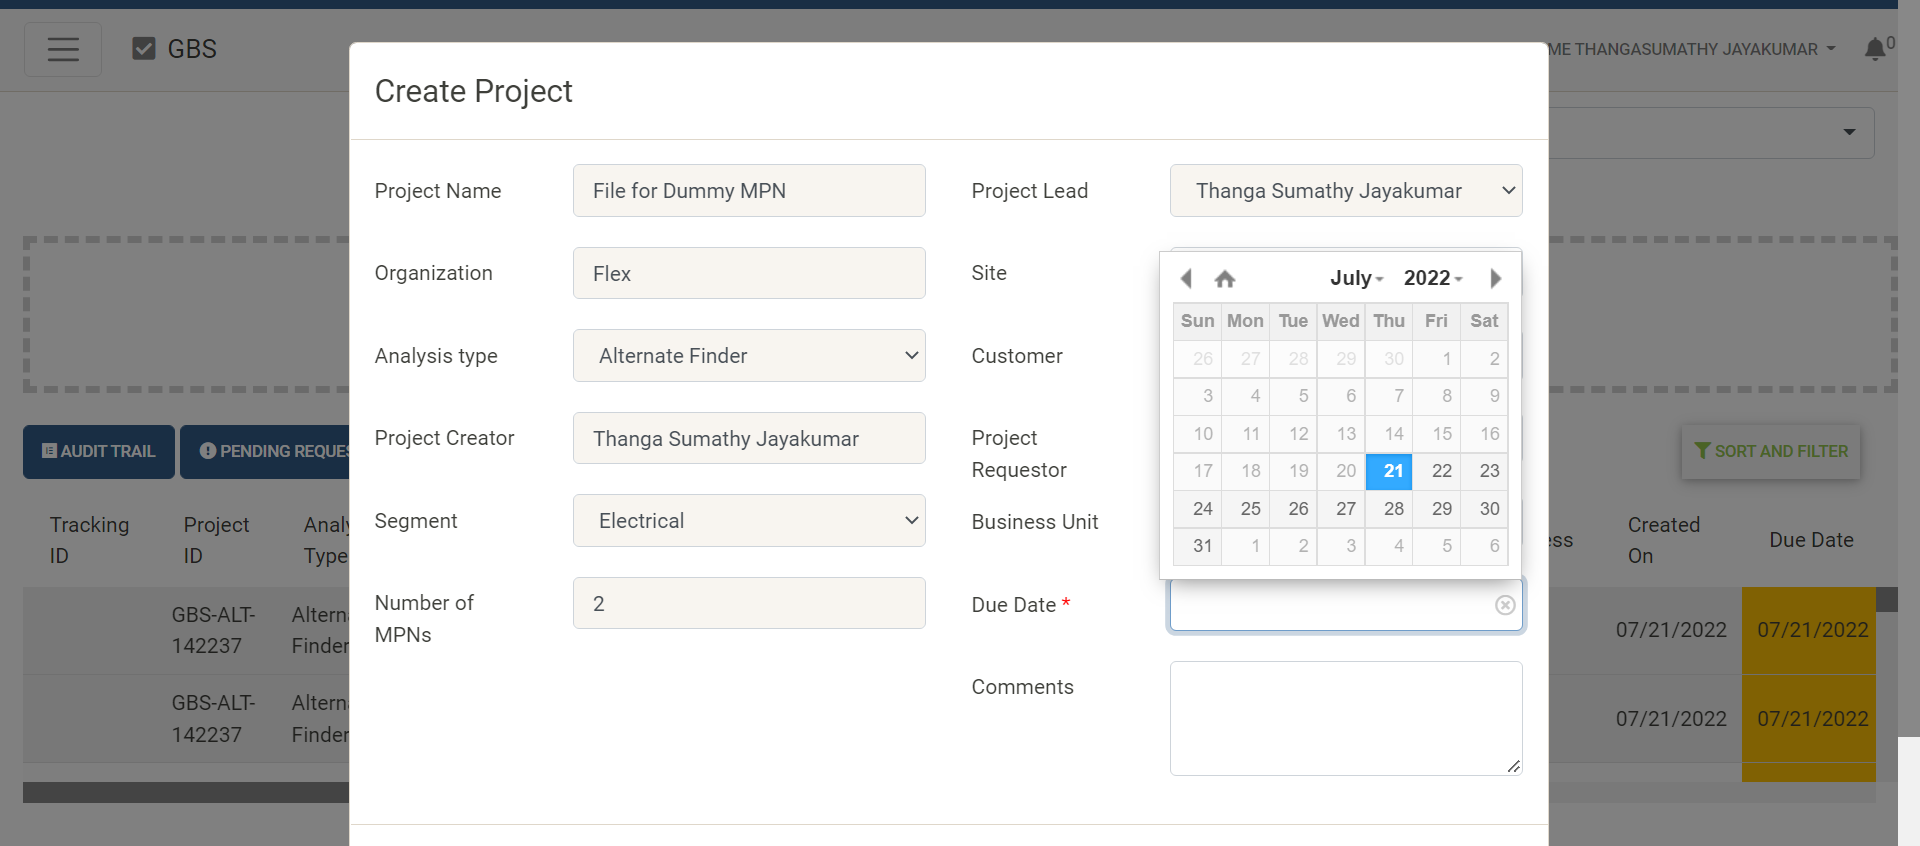 GBS
ME THANGASUMATHY JAYAKUMAR
0
Create Project
Project Name
File for Dummy MPN
Project Lead
Thanga Sumathy Jayakumar
Organization
Flex
Site
Analysis type
Alternate Finder
Customer
Project Creator
Thanga Sumathy Jayakumar
Project
Requestor
Segment
Electrical
Business Unit
Number of
MPNs
2
Due Date *
Comments
July 2022
Sun Mon Tue Wed Thu Fri Sat
26 27 28 29 30 1 2
3 4 5 6 7 8 9
10 11 12 13 14 15 16
17 18 19 20 21 22 23
24 25 26 27 28 29 30
31 1 2 3 4 5 6
AUDIT TRAIL
PENDING REQUES
SORT AND FILTER
Tracking
ID
Project
ID
Analy
Type
ss
Created
On
Due Date
GBS-ALT-
142237
Altern
Finder
07/21/2022
07/21/2022
GBS-ALT-
142237
Altern
Finder
07/21/2022
07/21/2022